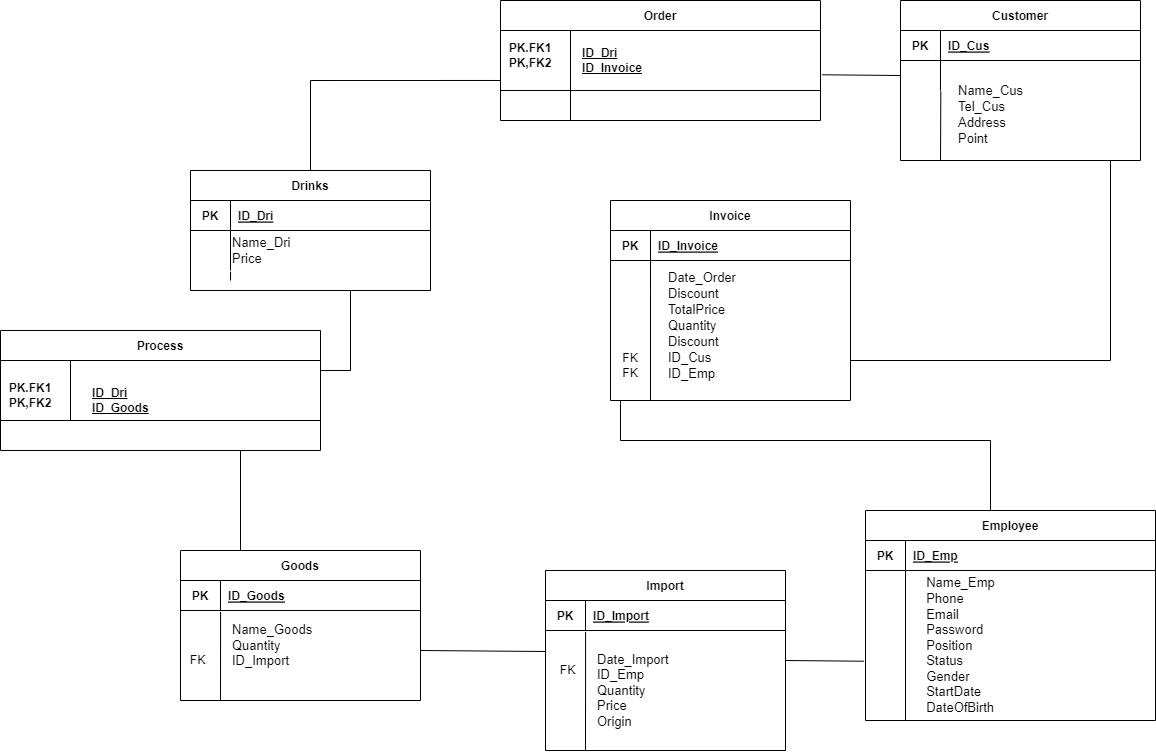 Order
PK.FK1
PK,FK2
ID_Dri
ID_Invoice
Customer
PK ID_Cus
Name_Cus
Tel_Cus
Address
Point
Drinks
PK ID_Dri
Name_Dri
Price
Invoice
PK ID_Invoice
Date_Order
Discount
TotalPrice
Quantity
Discount
FK ID_Cus
FK ID_Emp
Process
PK.FK1
PK,FK2
ID_Dri
ID_Goods
Goods
PK ID_Goods
Name_Goods
Quantity
FK ID_Import
Import
PK ID_Import
Date_Import
FK ID_Emp
Quantity
Price
Origin
Employee
PK ID_Emp
Name_Emp
Phone
Email
Password
Position
Status
Gender
StartDate
DateOfBirth